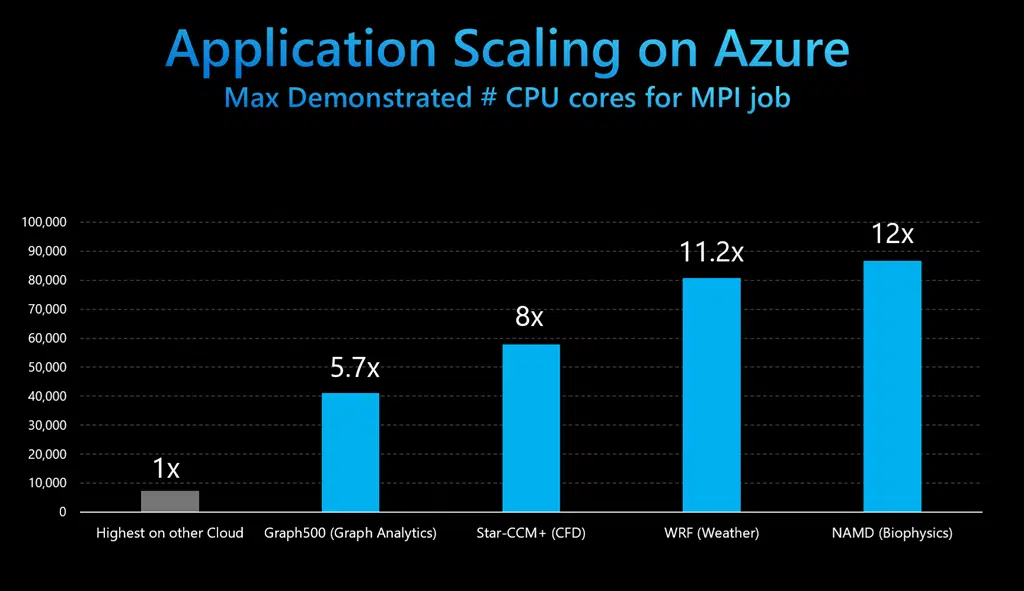 Application Scaling on Azure
Max Demonstrated # CPU cores for MPI job
100,000
90,000
80,000
70,000
60,000
50,000
40,000
30,000
20,000
10,000
0
1x
5.7x
8x
11.2x
12x
Highest on other Cloud
Graph500 (Graph Analytics)
Star-CCM+ (CFD)
WRF (Weather)
NAMD (Biophysics)